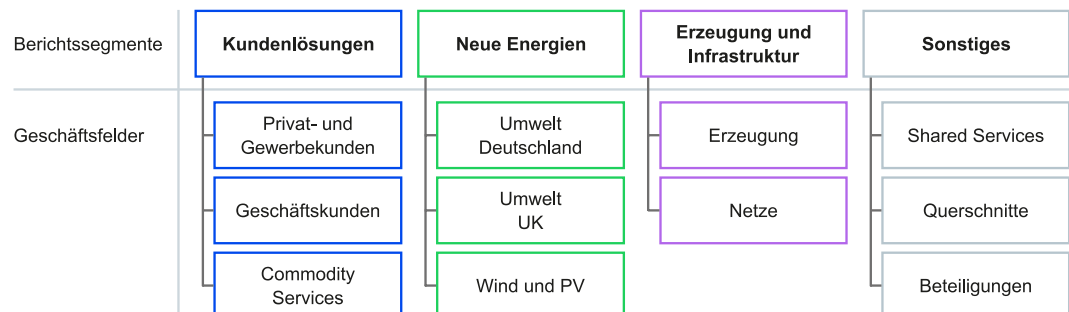 Berichtssegmente
Kundenlösungen
Neue Energien
Erzeugung und
Infrastruktur
Sonstiges
Geschäftsfelder
Privat- und
Gewerbekunden
Umwelt
Deutschland
Erzeugung
Shared Services
Geschäftskunden
Umwelt
UK
Netze
Querschnitte
Commodity
Services
Wind und PV
Beteiligungen